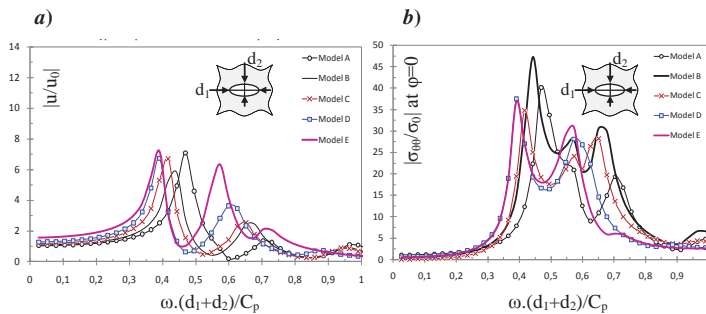 a)
b)
|u/u₀|
14
12
10
8
6
4
2
0
0
0,1
0,2
0,3
0,4
0,5
0,6
0,7
0,8
0,9
1
ω.(d₁+d₂)/Cₚ
d₂
d₁
Model A
Model B
Model C
Model D
Model E
|σθθ/σ₀| at φ=0
50
45
40
35
30
25
20
15
10
5
0
0
0,1
0,2
0,3
0,4
0,5
0,6
0,7
0,8
0,9
ω.(d₁+d₂)/Cₚ
d₂
d₁
Model A
Model B
Model C
Model D
Model E